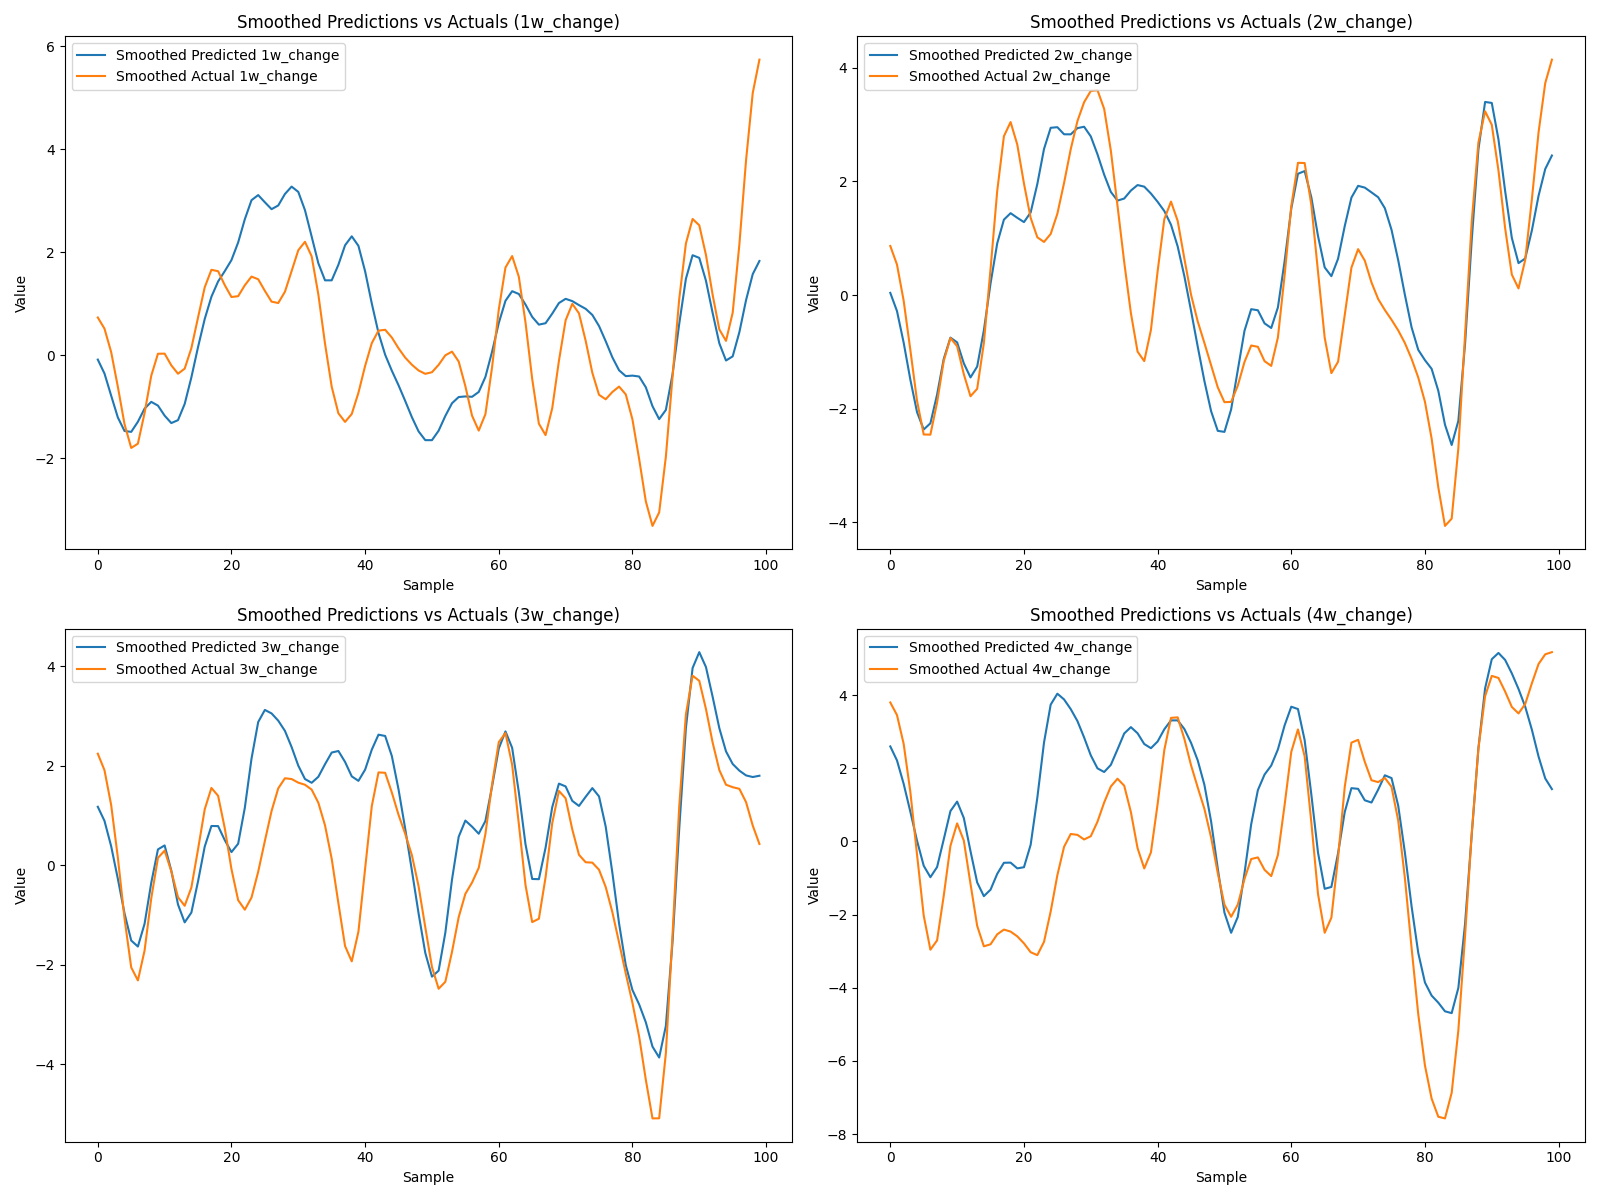 Smoothed Predictions vs Actuals (1w_change)
Smoothed Predicted 1w_change
Smoothed Actual 1w_change
Value
6
4
2
0
−2
0 20 40 60 80 100
Sample
Smoothed Predictions vs Actuals (2w_change)
Smoothed Predicted 2w_change
Smoothed Actual 2w_change
Value
4
2
0
−2
−4
0 20 40 60 80 100
Sample
Smoothed Predictions vs Actuals (3w_change)
Smoothed Predicted 3w_change
Smoothed Actual 3w_change
Value
4
2
0
−2
−4
0 20 40 60 80 100
Sample
Smoothed Predictions vs Actuals (4w_change)
Smoothed Predicted 4w_change
Smoothed Actual 4w_change
Value
4
2
0
−2
−4
−6
−8
0 20 40 60 80 100
Sample